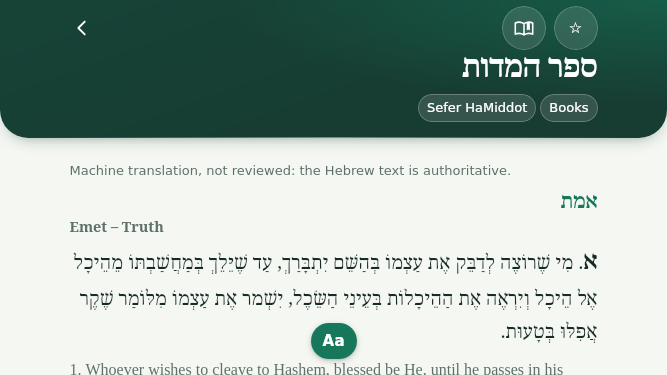 ספר המדות
Sefer HaMiddot
Books
Machine translation, not reviewed: the Hebrew text is authoritative.
אמת
Emet – Truth
א. מִי שֶׁרוֹצֶה לְדַבֵּק אֶת עַצְמוֹ בְּהַשֵּׁם יִתְבָּרַךְ, עַד שֶׁיֵּלֵךְ בְּמַחֲשַׁבְתּוֹ מֵהֵיכָל
אֶל הֵיכָל וְיִרְאֶה אֶת הַהֵיכָלוֹת בְּעֵינֵי הַשֵּׂכֶל, יִשְׁמֹר אֶת עַצְמוֹ מִלּוֹמַר שֶׁקֶר
אֲפִלּוּ בְּטָעוּת.
Aa
1. Whoever wishes to cleave to Hashem, blessed be He, until he passes in his